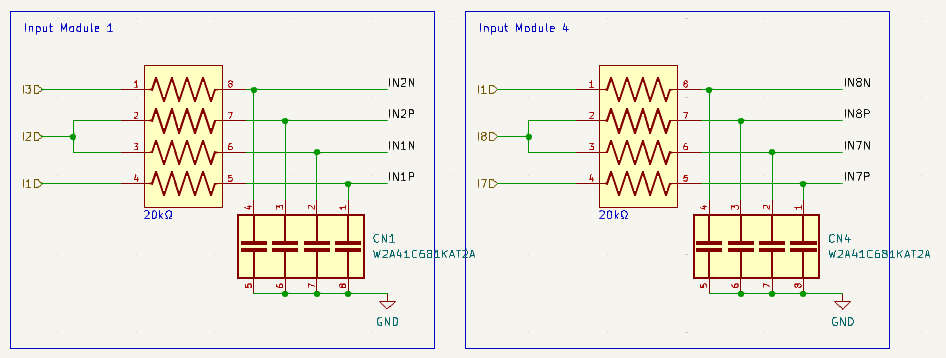 Input Module 1
I3
1
8
IN2N
2
7
IN2P
I2
3
6
IN1N
I1
4
5
IN1P
20kΩ
4
3
2
1
CN1
W2A41C681KAT2A
5
6
7
8
GND
Input Module 4
I1
1
8
IN8N
2
7
IN8P
I8
3
6
IN7N
I7
4
5
IN7P
20kΩ
4
3
2
1
CN4
W2A41C681KAT2A
5
6
7
8
GND